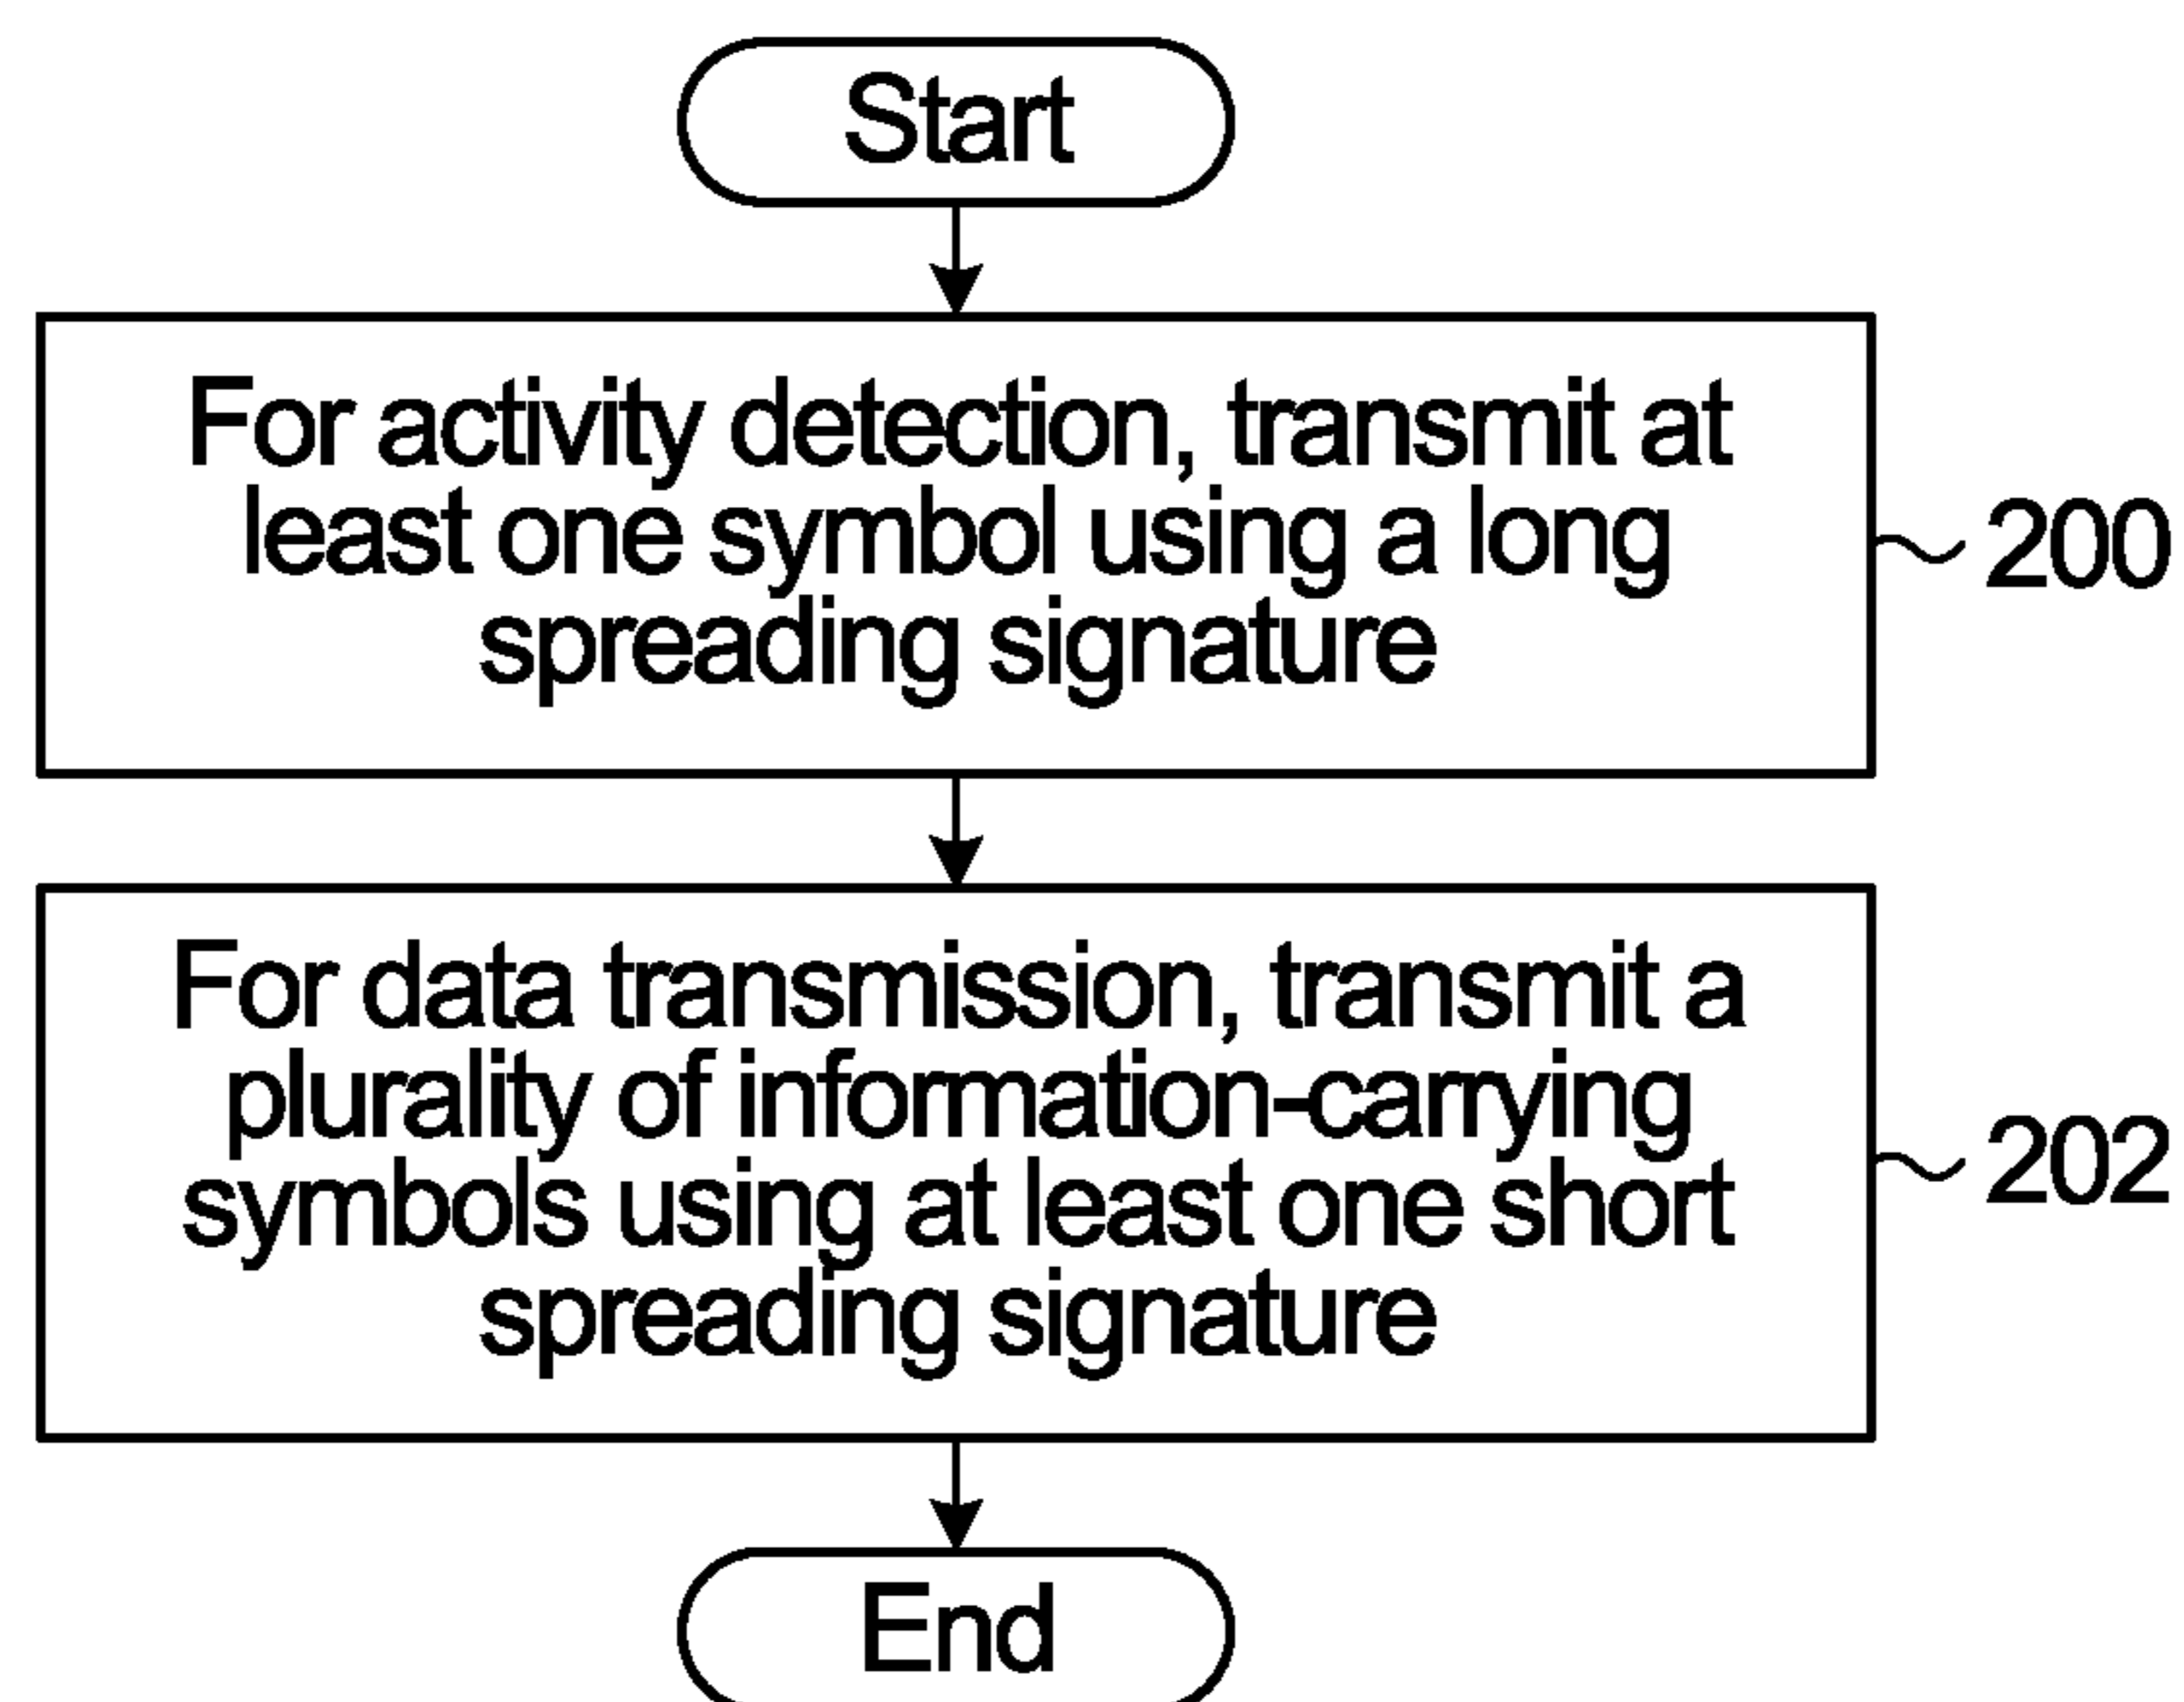 Start
For activity detection, transmit at
least one symbol using a long
spreading signature
200
For data transmission, transmit a
plurality of information-carrying
symbols using at least one short
spreading signature
202
End